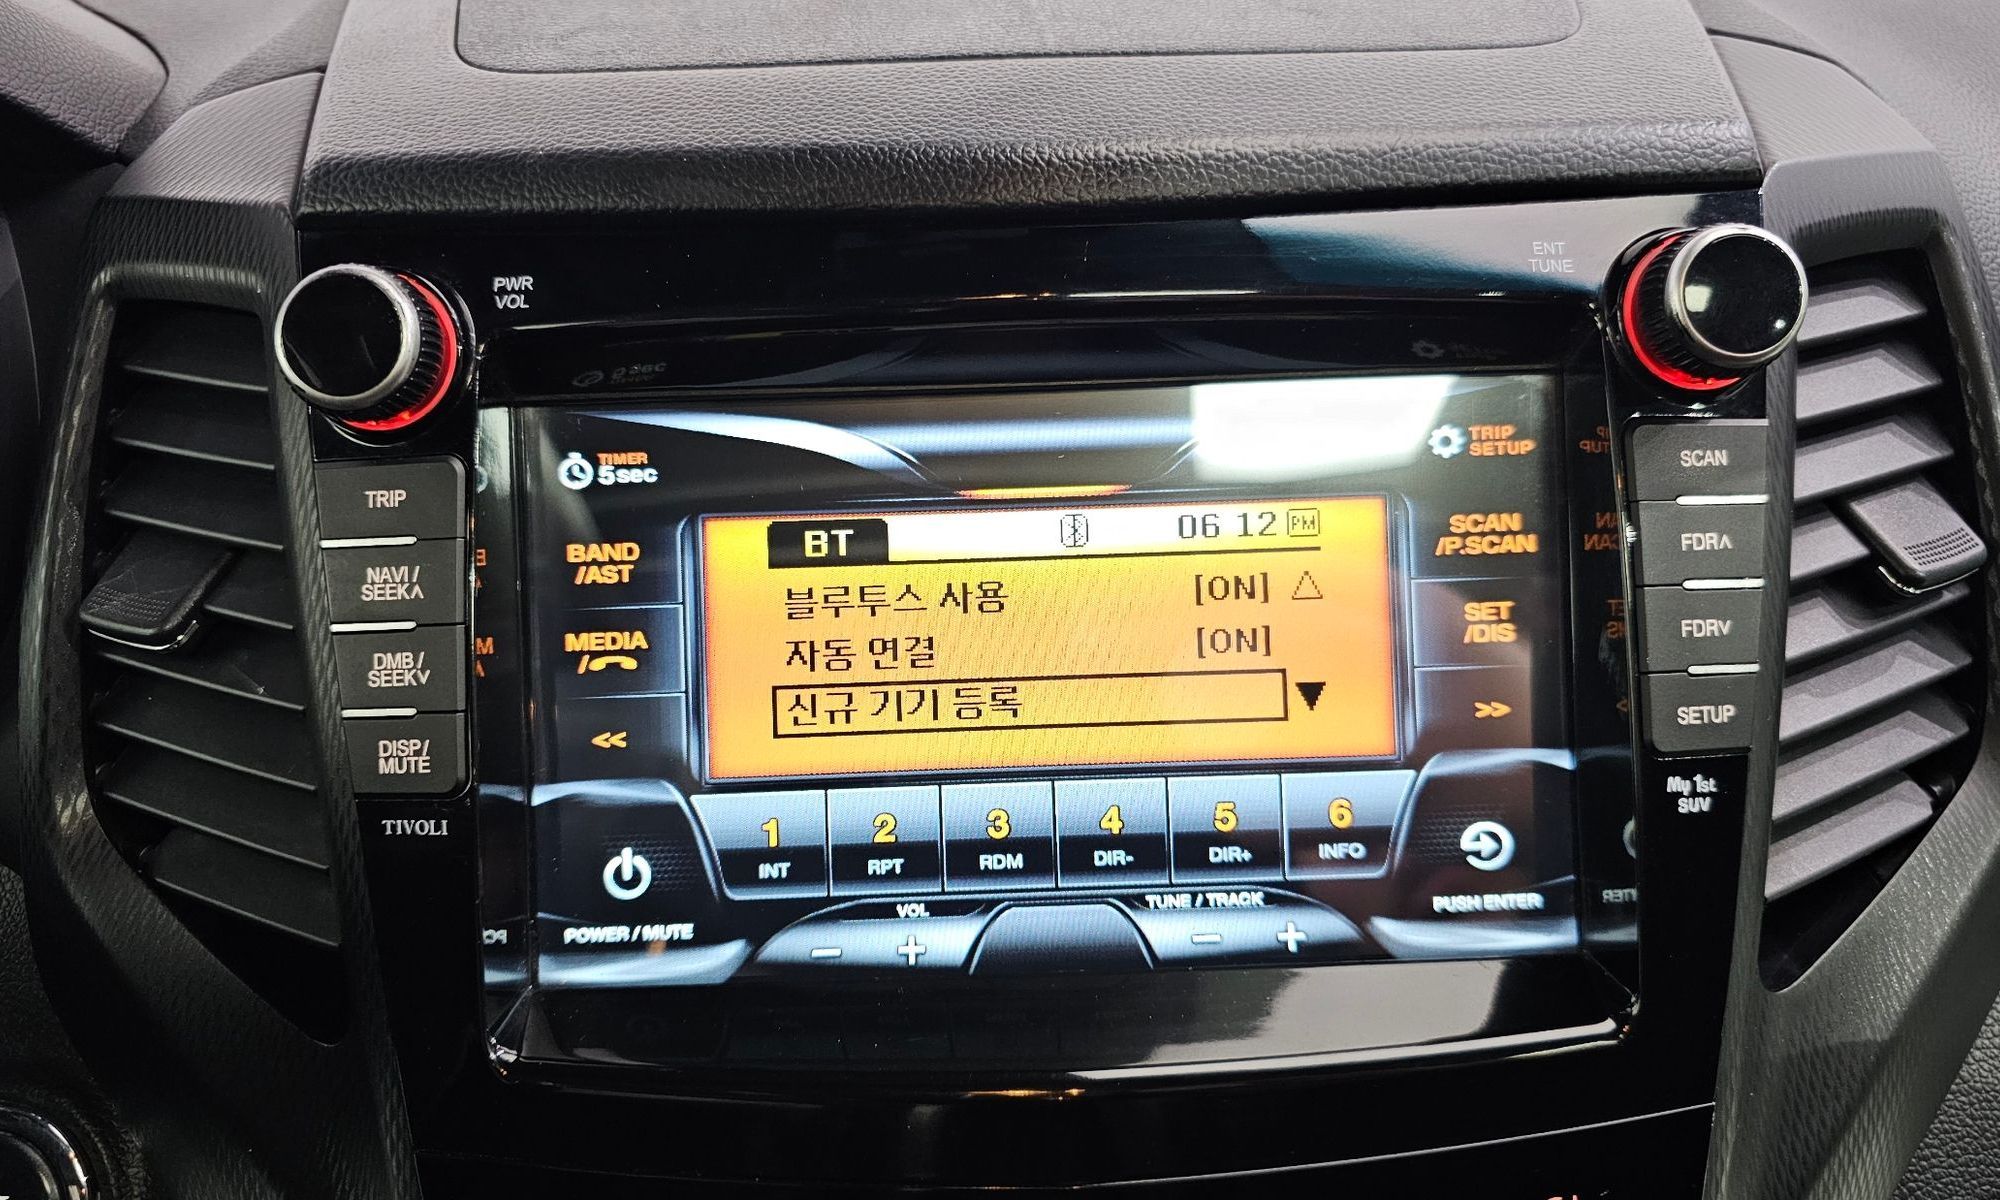 PWR
VOL
ENT
TUNE
TRIP
NAVI /
SEEK∧
DMB /
SEEK∨
DISP/
MUTE
TIVOLI
TIMER
5sec
BAND
/AST
MEDIA
/
<<
POWER / MUTE
BT 06 12 PM
블루투스 사용 [ON] △
자동 연결 [ON]
신규 기기 등록 ▼
1 2 3 4 5 6
INT RPT RDM DIR- DIR+ INFO
VOL
- +
TUNE / TRACK
- +
TRIP
SETUP
SCAN
/P.SCAN
SET
/DIS
>>
PUSH ENTER
SCAN
FDR∧
FDR∨
SETUP
My 1st
SUV